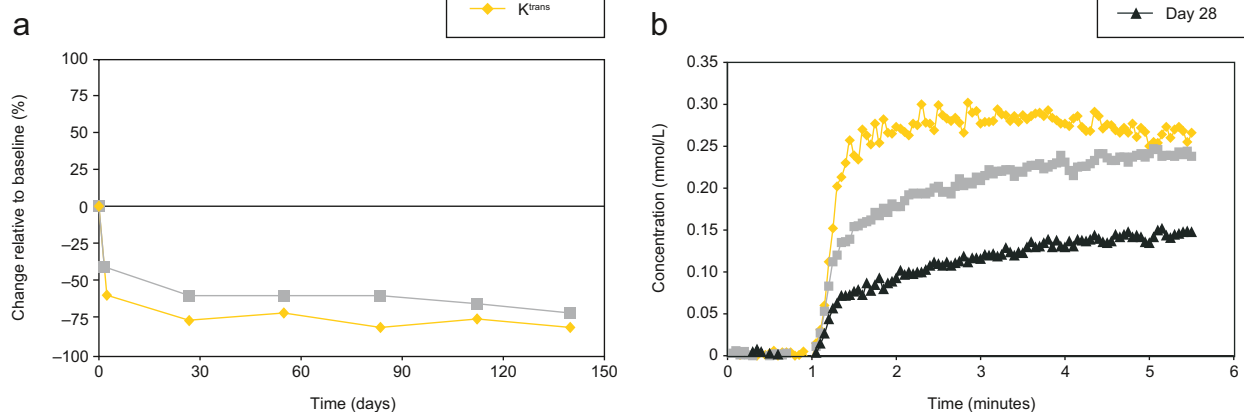 a
K^trans
Change relative to baseline (%)
100
75
50
25
0
–25
–50
–75
–100
0 30 60 90 120 150
Time (days)
b
Day 28
Concentration (mmol/L)
0.35
0.30
0.25
0.20
0.15
0.10
0.05
0
0 1 2 3 4 5 6
Time (minutes)